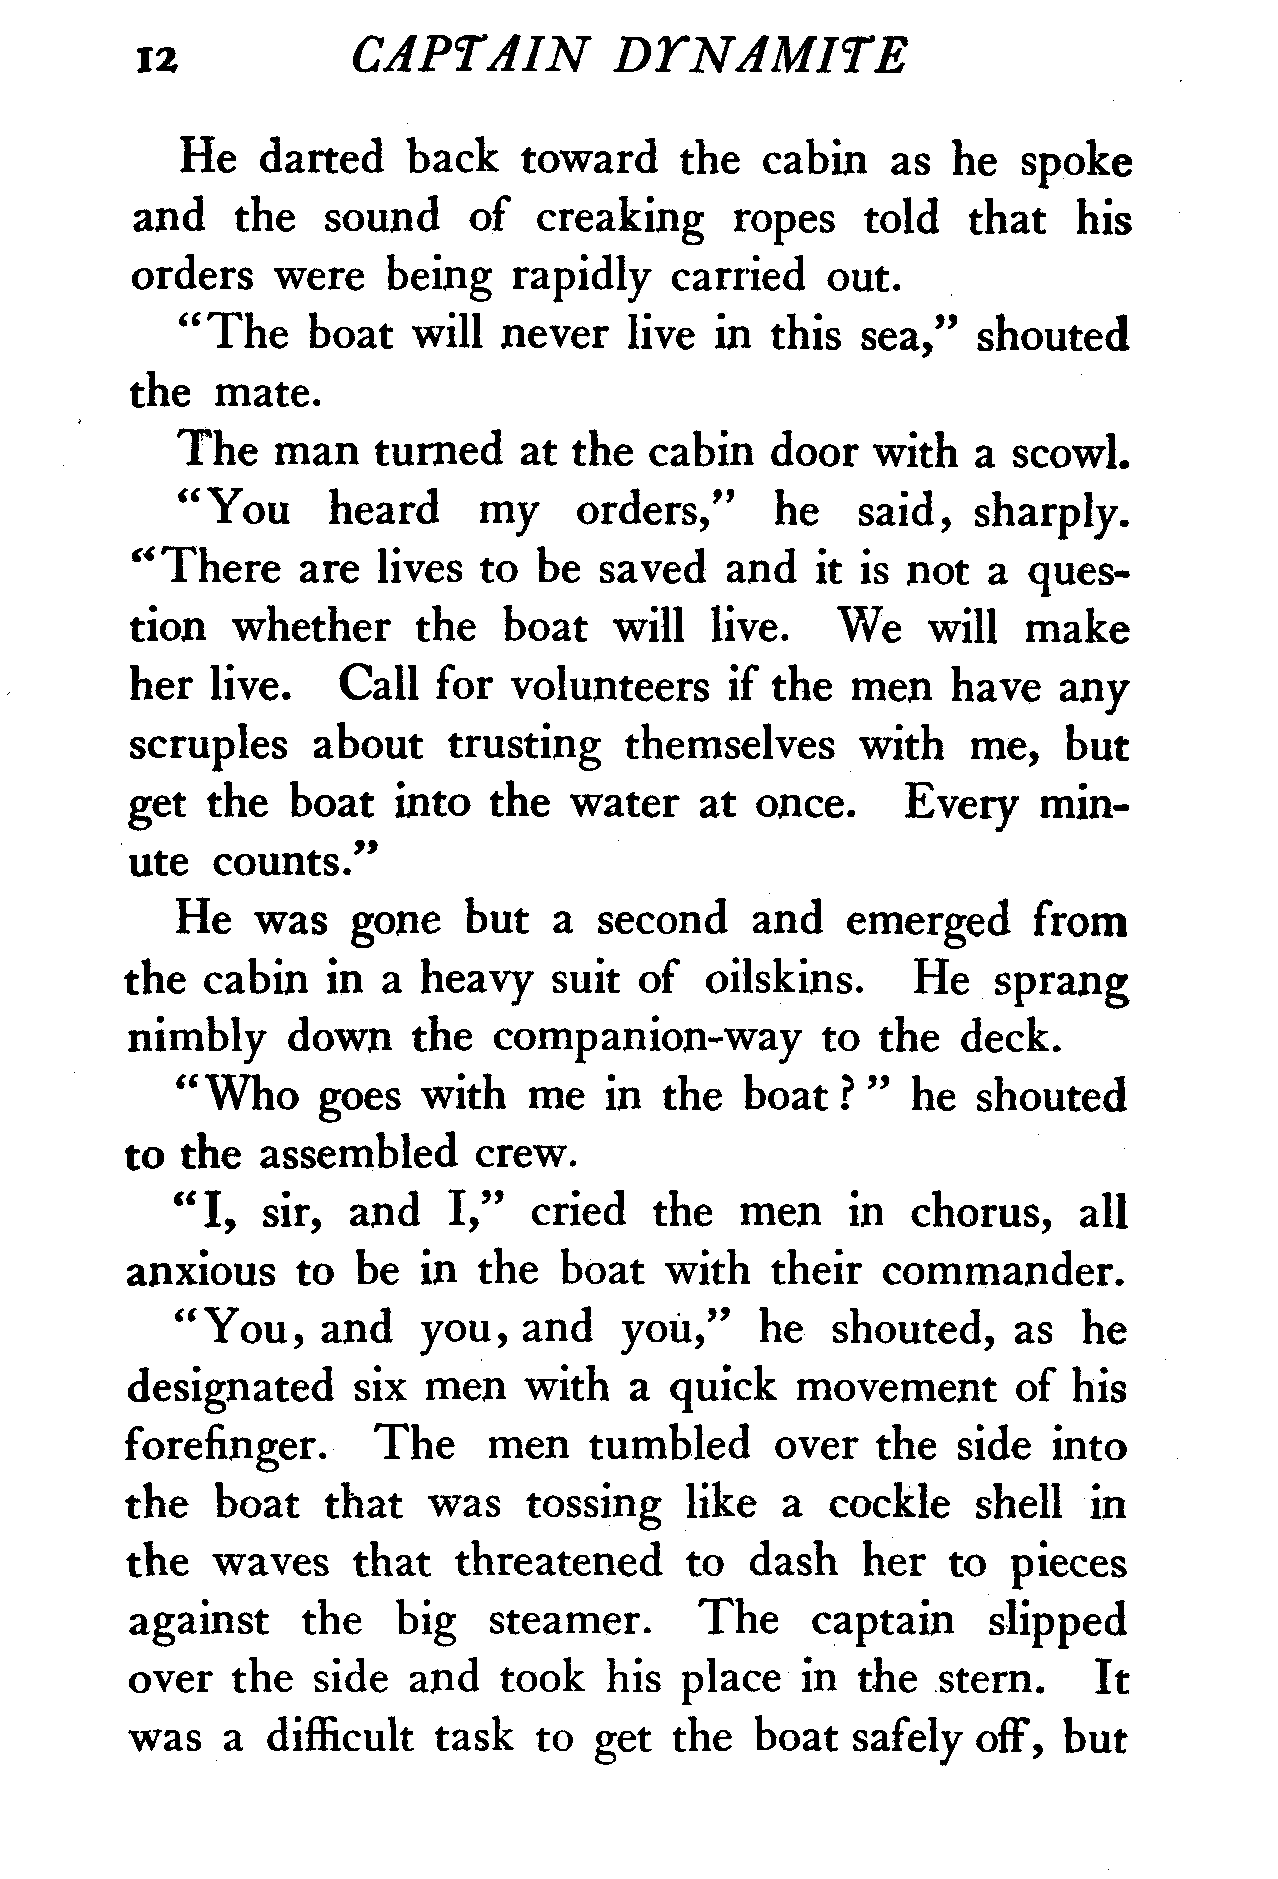 12 CAPTAIN DYNAMITE
He darted back toward the cabin as he spoke
and the sound of creaking ropes told that his
orders were being rapidly carried out.
“The boat will never live in this sea,” shouted
the mate.
The man turned at the cabin door with a scowl.
“You heard my orders,” he said, sharply.
“There are lives to be saved and it is not a ques-
tion whether the boat will live. We will make
her live. Call for volunteers if the men have any
scruples about trusting themselves with me, but
get the boat into the water at once. Every min-
ute counts.”
He was gone but a second and emerged from
the cabin in a heavy suit of oilskins. He sprang
nimbly down the companion-way to the deck.
“Who goes with me in the boat?” he shouted
to the assembled crew.
“I, sir, and I,” cried the men in chorus, all
anxious to be in the boat with their commander.
“You, and you, and you,” he shouted, as he
designated six men with a quick movement of his
forefinger. The men tumbled over the side into
the boat that was tossing like a cockle shell in
the waves that threatened to dash her to pieces
against the big steamer. The captain slipped
over the side and took his place in the stern. It
was a difficult task to get the boat safely off, but